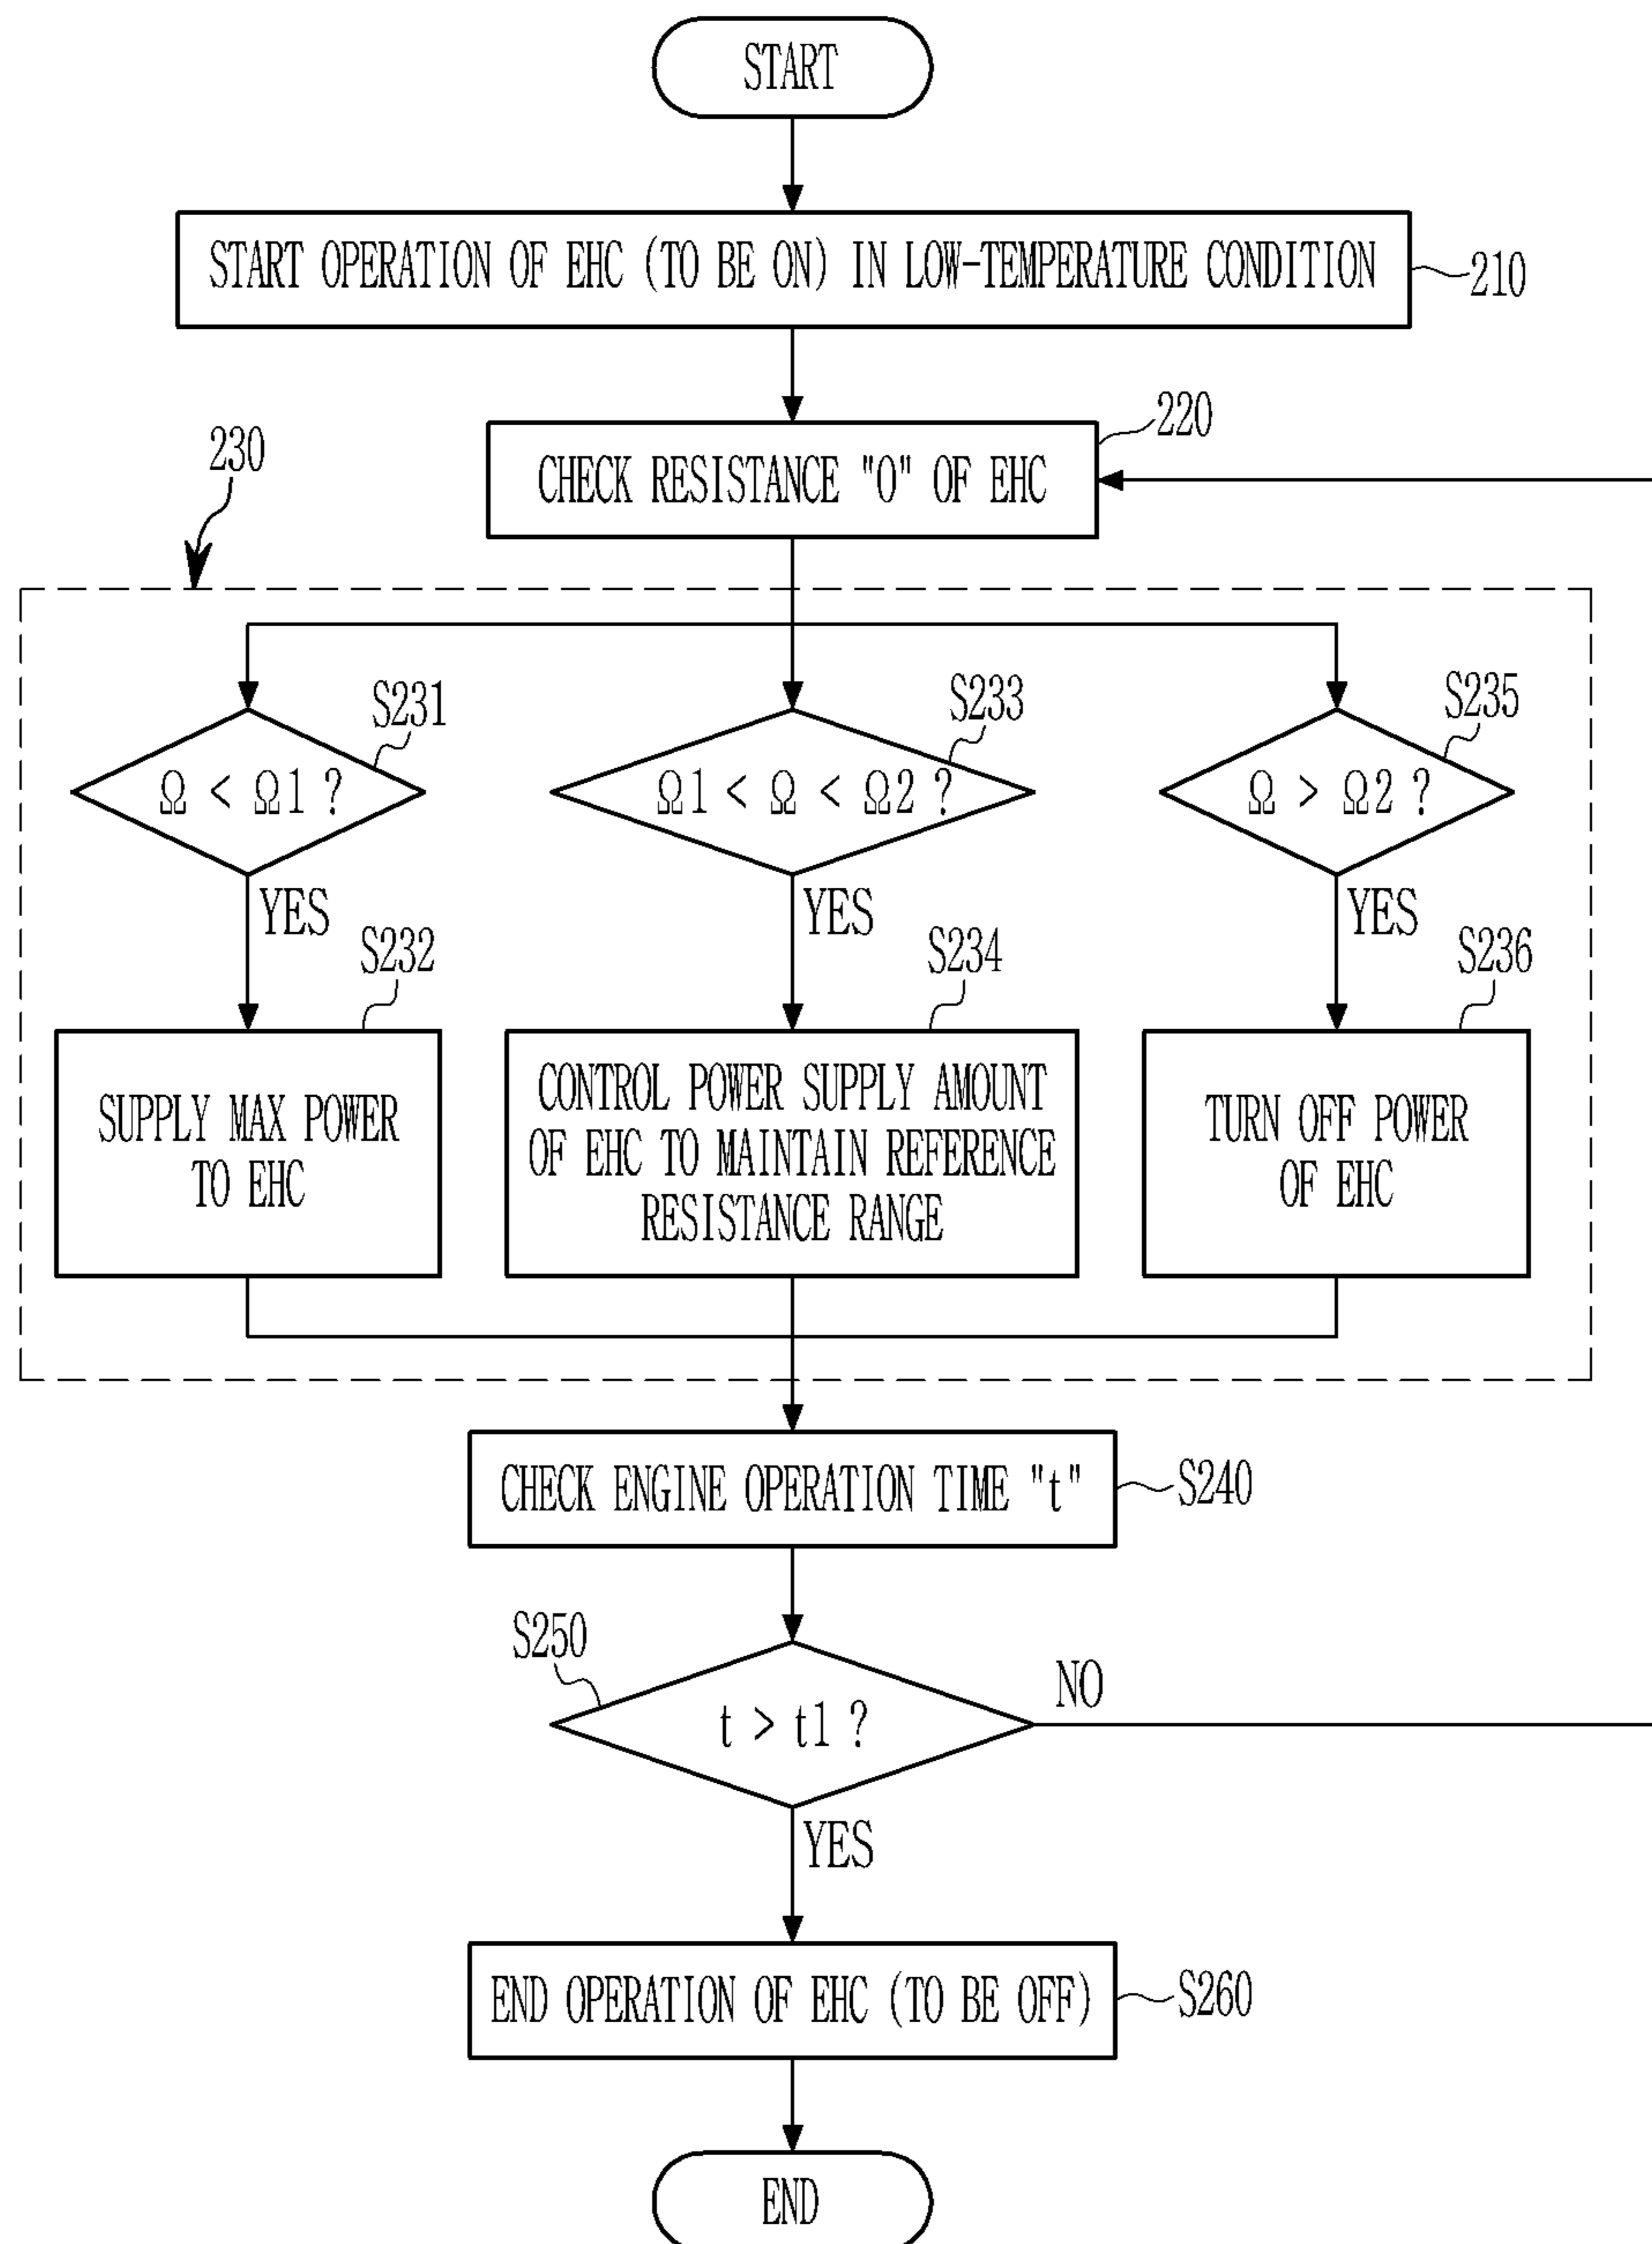 START
START OPERATION OF EHC (TO BE ON) IN LOW-TEMPERATURE CONDITION
210
220
CHECK RESISTANCE "O" OF EHC
230
S231
Ω < Ω1 ?
S233
Ω1 < Ω < Ω2 ?
S235
Ω > Ω2 ?
YES
YES
YES
S232
SUPPLY MAX POWER
TO EHC
S234
CONTROL POWER SUPPLY AMOUNT
OF EHC TO MAINTAIN REFERENCE
RESISTANCE RANGE
S236
TURN OFF POWER
OF EHC
CHECK ENGINE OPERATION TIME "t"
S240
S250
t > t1 ?
NO
YES
END OPERATION OF EHC (TO BE OFF)
S260
END